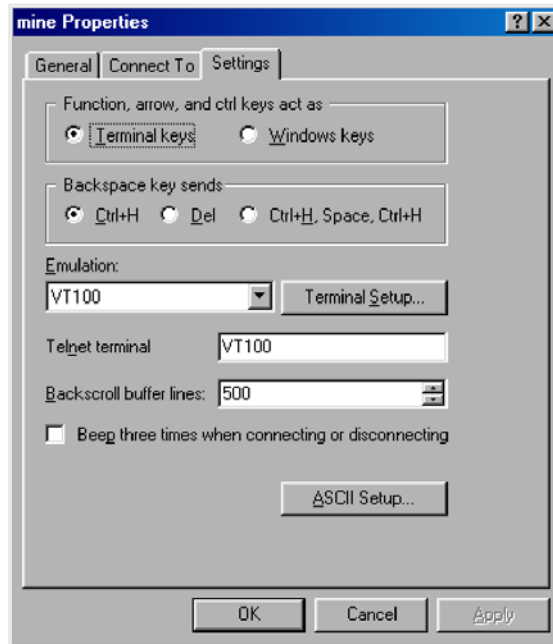 mine Properties
General Connect To Settings
Function, arrow, and ctrl keys act as
Terminal keys Windows keys
Backspace key sends
Ctrl+H Del Ctrl+H, Space, Ctrl+H
Emulation:
VT100 Terminal Setup...
Telnet terminal VT100
Backscroll buffer lines: 500
Beep three times when connecting or disconnecting
ASCII Setup...
OK Cancel Apply